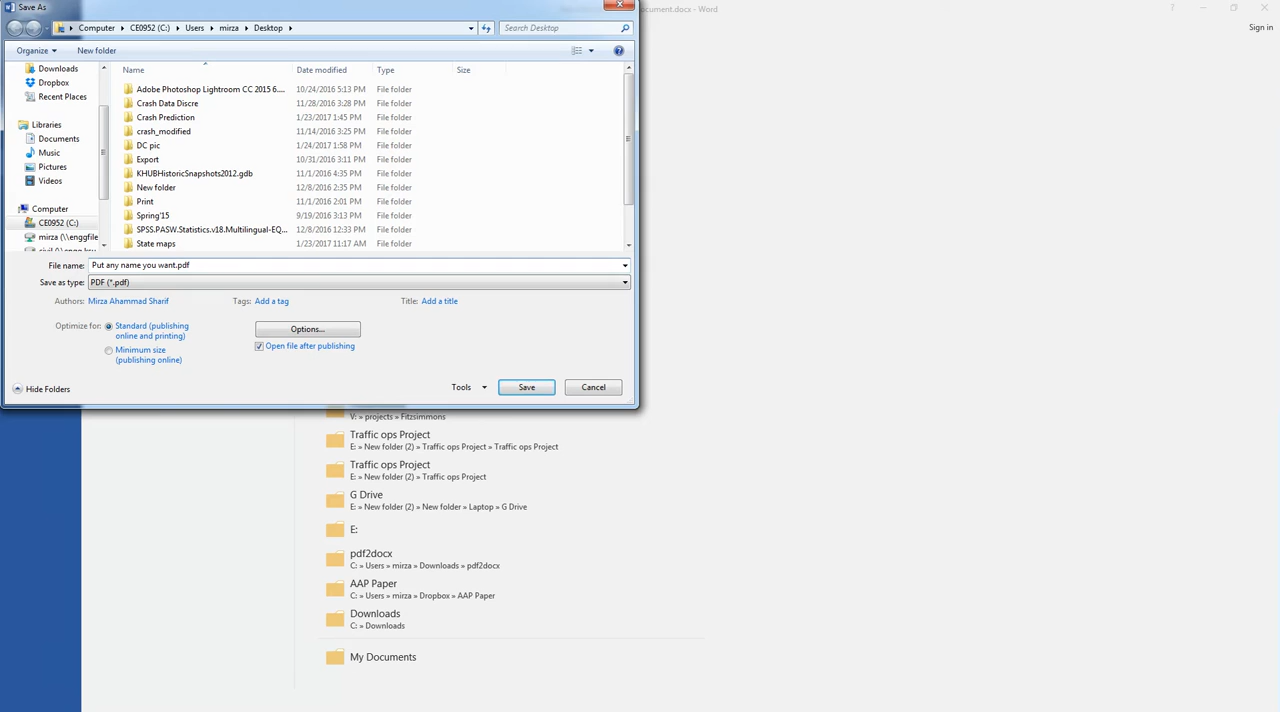 Save As
ocument.docx - Word
Computer ▸ CE0952 (C:) ▸ Users ▸ mirza ▸ Desktop ▸
Search Desktop
Sign in
Organize
New folder
Downloads
Dropbox
Recent Places
Libraries
Documents
Music
Pictures
Videos
Computer
CE0952 (C:)
mirza (\\enggfile
Name Date modified Type Size
Adobe Photoshop Lightroom CC 2015 6.... 10/24/2016 5:13 PM File folder
Crash Data Discre 11/28/2016 3:28 PM File folder
Crash Prediction 1/23/2017 1:45 PM File folder
crash_modified 11/14/2016 3:25 PM File folder
DC pic 1/24/2017 1:58 PM File folder
Export 10/31/2016 3:11 PM File folder
KHUBHistoricSnapshots2012.gdb 11/1/2016 4:35 PM File folder
New folder 12/8/2016 2:35 PM File folder
Print 11/1/2016 2:01 PM File folder
Spring'15 9/19/2016 3:13 PM File folder
SPSS.PASW.Statistics.v18.Multilingual-EQ... 12/8/2016 12:33 PM File folder
State maps 1/23/2017 11:17 AM File folder
File name: Put any name you want.pdf
Save as type: PDF (*.pdf)
Authors: Mirza Ahammad Sharif Tags: Add a tag Title: Add a title
Optimize for: Standard (publishing
online and printing)
Minimum size
(publishing online)
Options...
Open file after publishing
Hide Folders
Tools
Save
Cancel
V: » projects » Fitzsimmons
Traffic ops Project
E: » New folder (2) » Traffic ops Project » Traffic ops Project
Traffic ops Project
E: » New folder (2) » Traffic ops Project
G Drive
E: » New folder (2) » New folder » Laptop » G Drive
E:
pdf2docx
C: » Users » mirza » Downloads » pdf2docx
AAP Paper
C: » Users » mirza » Dropbox » AAP Paper
Downloads
C: » Downloads
My Documents